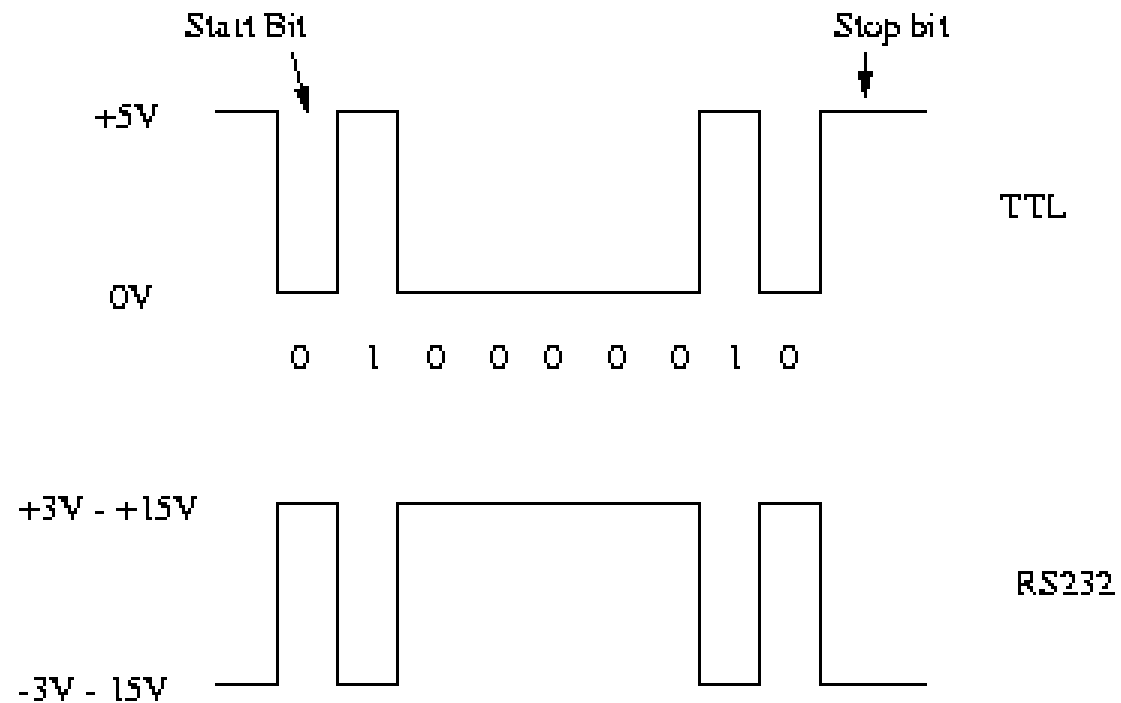 Start Bit
Stop bit
+5V
TTL
0V
0 1 0 0 0 0 0 1 0
+3V - +15V
RS232
-3V - 15V